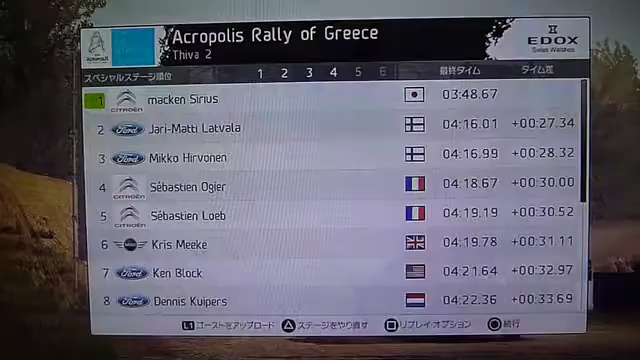 Acropolis Rally of Greece
Thiva 2
EDOX
Swiss Watches
スペシャルステージ順位 1 2 3 4 5 6 最終タイム タイム差
1 CITROËN macken Sirius 03:48.67
2 Ford Jari-Matti Latvala 04:16.01 +00:27.34
3 Ford Mikko Hirvonen 04:16.99 +00:28.32
4 CITROËN Sébastien Ogier 04:18.67 +00:30.00
5 CITROËN Sébastien Loeb 04:19.19 +00:30.52
6 Kris Meeke 04:19.78 +00:31.11
7 Ford Ken Block 04:21.64 +00:32.97
8 Ford Dennis Kuipers 04:22.36 +00:33.69
L1 ゴーストをアップロード ステージをやり直す リプレイ・オプション 続行